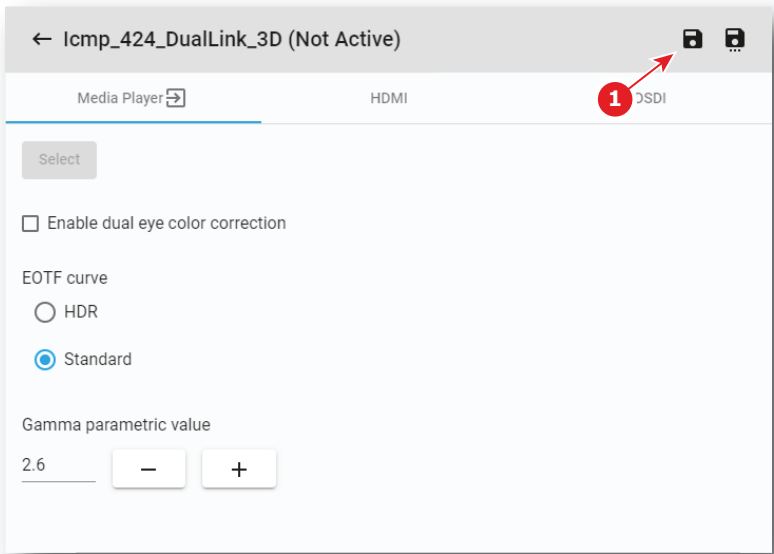 Icmp_424_DualLink_3D (Not Active)
Media Player HDMI DSDI
1
Select
Enable dual eye color correction
EOTF curve
HDR
Standard
Gamma parametric value
2.6 − +